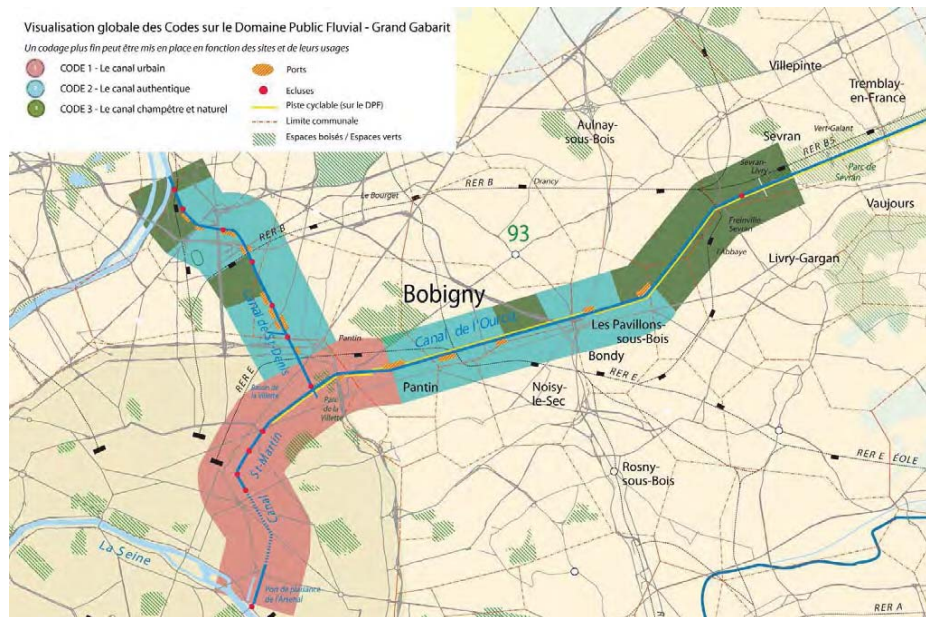 Visualisation globale des Codes sur le Domaine Public Fluvial - Grand Gabarit
Un codage plus fin peut être mis en place en fonction des sites et de leurs usages
CODE 1 - Le canal urbain
CODE 2 - Le canal authentique
CODE 3 - Le canal champêtre et naturel
Ports
Ecluses
Piste cyclable (sur le DPF)
Limite communale
Espaces boisés / Espaces verts
Villepinte
Tremblay-
en-France
Aulnay-
sous-Bois
Sevran
Vert-Galant
RER B5
Sevran-
Livry
Parc de
Sevran
Le Bourget
RER B
Drancy
Vaujours
RER B
93
Freinville-
Sevran
l'Abbaye
Livry-Gargan
Bobigny
Canal de St-Denis
Canal de l'Ourcq
Les Pavillons-
sous-Bois
Pantin
Bondy
RER E
RER E
Bassin de
la Villette
Parc
de la
Villette
Pantin
Noisy-
le-Sec
St-Martin
Canal
Rosny-
sous-Bois
RER E ÉOLE
La Seine
Port de plaisance
de l'Arsenal
RER A